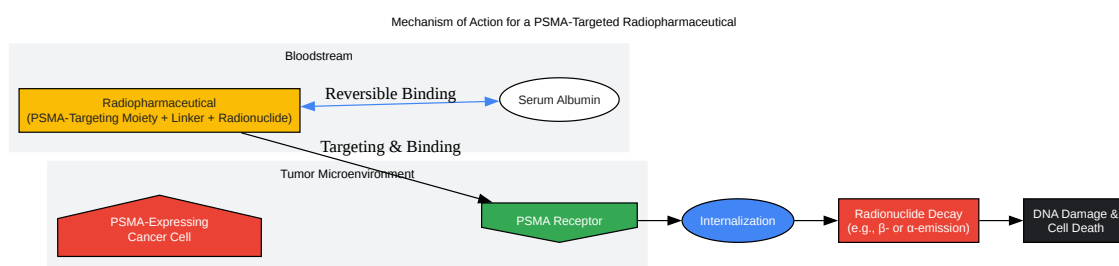 Mechanism of Action for a PSMA-Targeted Radiopharmaceutical
Bloodstream
Radiopharmaceutical
(PSMA-Targeting Moiety + Linker + Radionuclide)
Reversible Binding
Serum Albumin
Targeting & Binding
Tumor Microenvironment
PSMA-Expressing
Cancer Cell
PSMA Receptor
Internalization
Radionuclide Decay
(e.g., β- or α-emission)
DNA Damage &
Cell Death